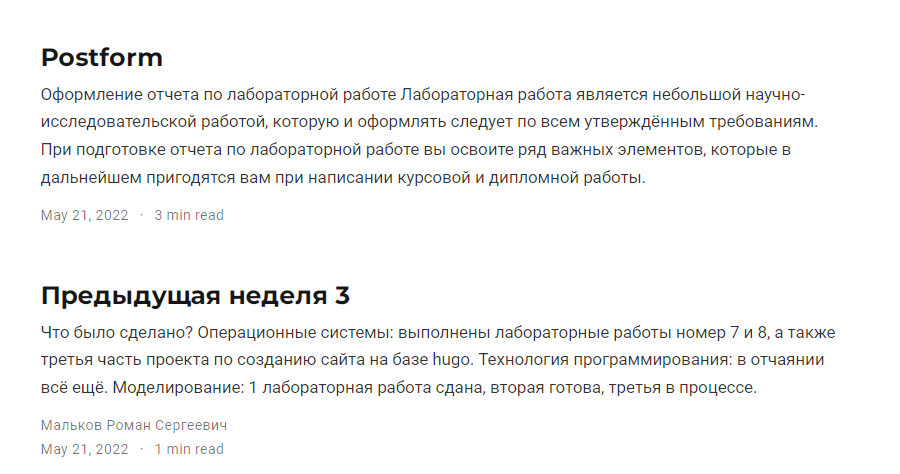 Postform
Оформление отчета по лабораторной работе Лабораторная работа является небольшой научно-
исследовательской работой, которую и оформлять следует по всем утверждённым требованиям.
При подготовке отчета по лабораторной работе вы освоите ряд важных элементов, которые в
дальнейшем пригодятся вам при написании курсовой и дипломной работы.
May 21, 2022 · 3 min read
Предыдущая неделя 3
Что было сделано? Операционные системы: выполнены лабораторные работы номер 7 и 8, а также
третья часть проекта по созданию сайта на базе hugo. Технология программирования: в отчаянии
всё ещё. Моделирование: 1 лабораторная работа сдана, вторая готова, третья в процессе.
Мальков Роман Сергеевич
May 21, 2022 · 1 min read